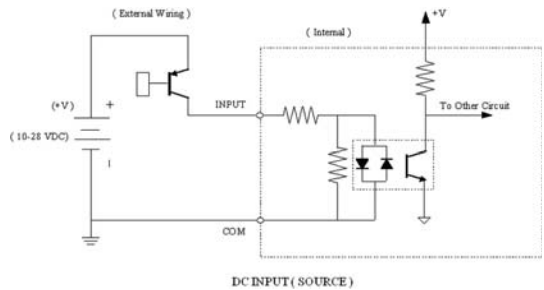 ( External Wiring )
+V
( Internal )
(+V)
+
INPUT
To Other Circuit
( 10-28 VDC)
COM
DC INPUT ( SOURCE )